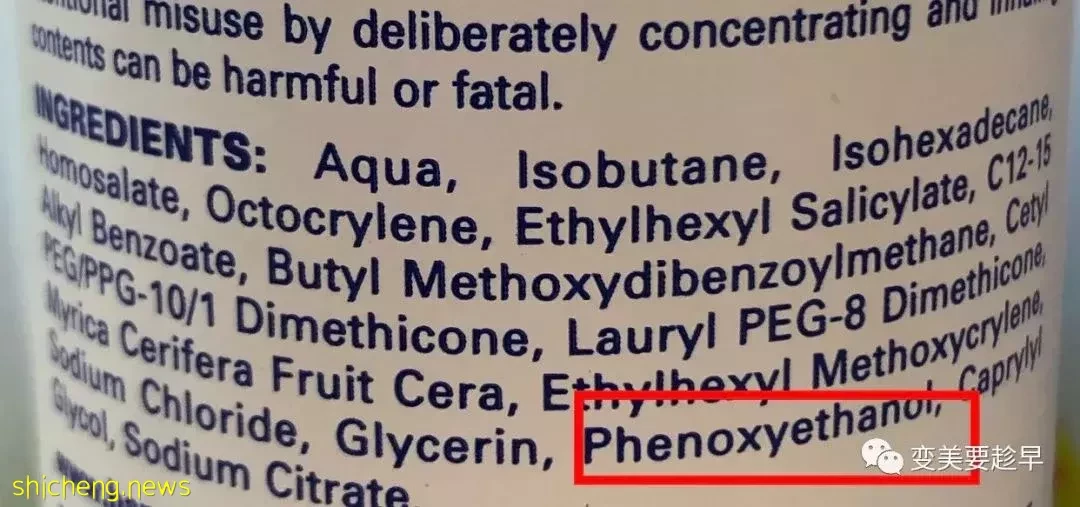 misuse by deliberately concentrating and
contents can be harmful or fatal.
INGREDIENTS: Aqua, Isobutane, Isohexadecane,
Homosalate, Octocrylene, Ethylhexyl Salicylate, C12-15
Alkyl Benzoate, Butyl Methoxydibenzoylmethane, Cetyl
PEG/PPG-10/1 Dimethicone, Lauryl PEG-8 Dimethicone,
Myrica Cerifera Fruit Cera, Ethylhexyl Methoxycrylene,
Sodium Chloride, Glycerin, Phenoxyethanol, Caprylyl
Glycol, Sodium Citrate.
变美要趁早
shicheng.news